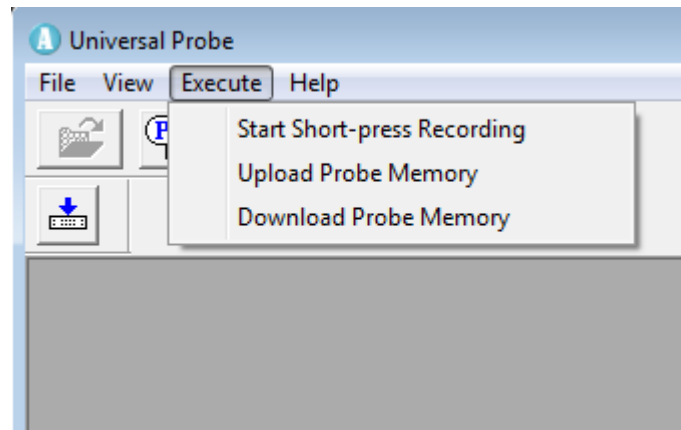 Universal Probe
File View Execute Help
Start Short-press Recording
Upload Probe Memory
Download Probe Memory